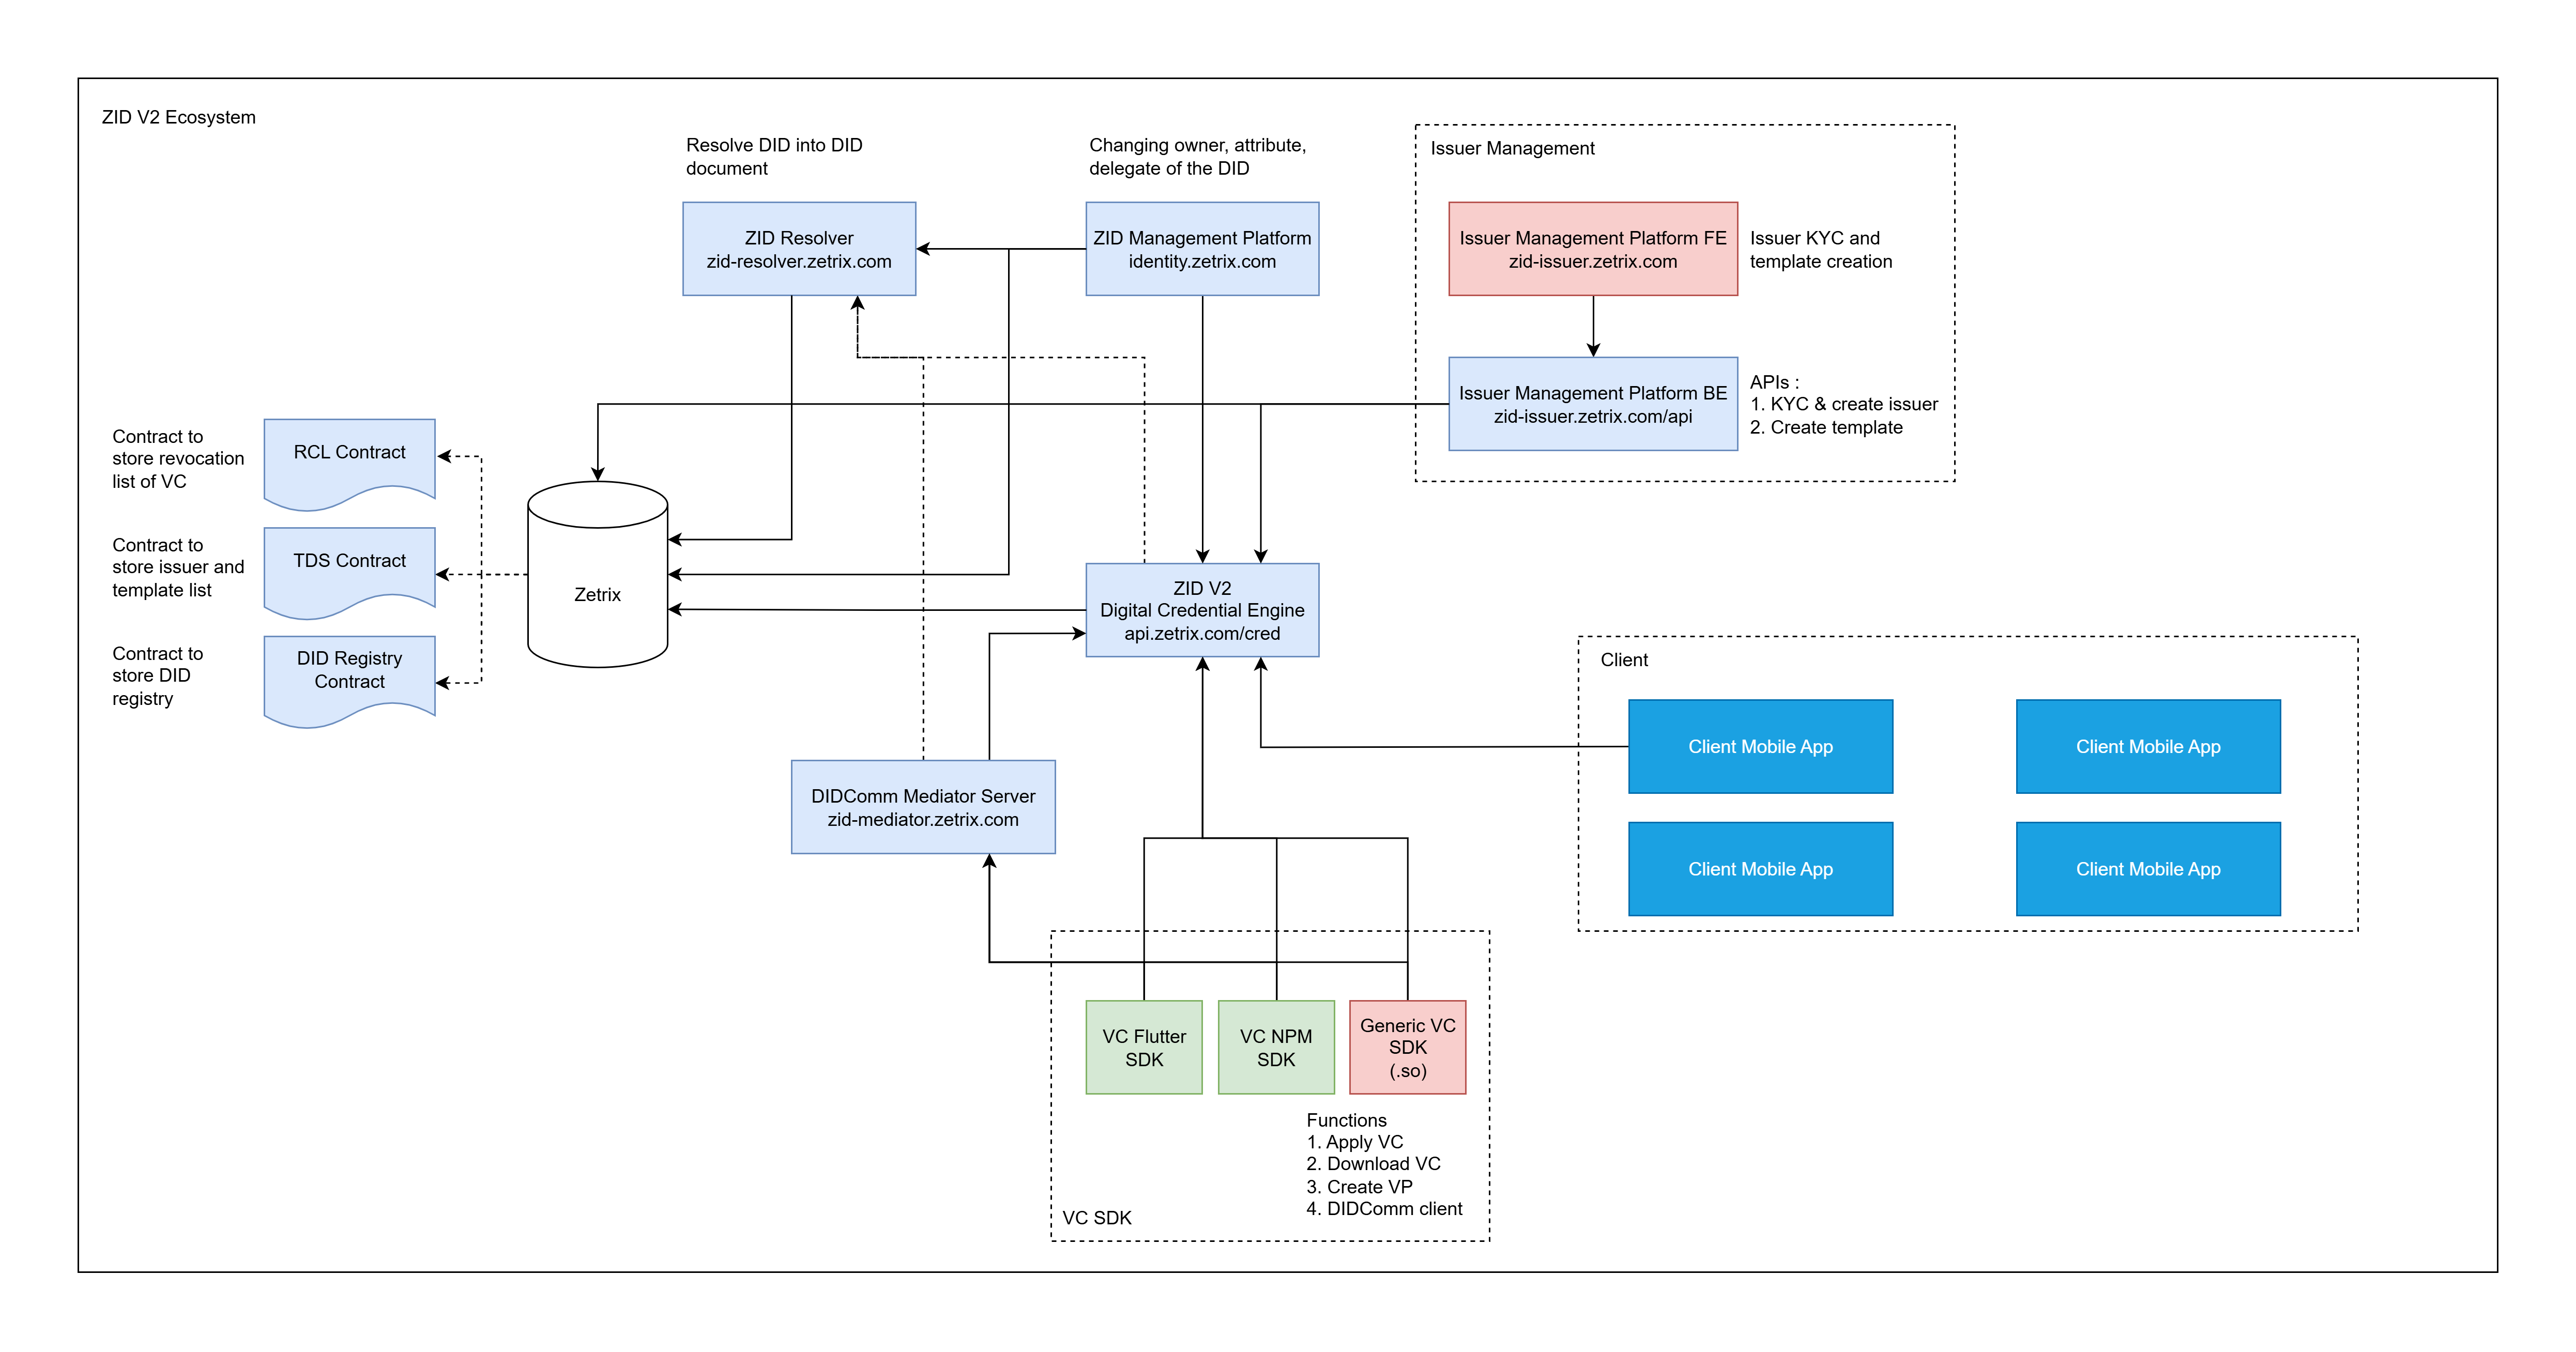 ZID V2 Ecosystem
Resolve DID into DID
document
Changing owner, attribute,
delegate of the DID
Issuer Management
ZID Resolver
zid-resolver.zetrix.com
ZID Management Platform
identity.zetrix.com
Issuer Management Platform FE
zid-issuer.zetrix.com
Issuer KYC and
template creation
Issuer Management Platform BE
zid-issuer.zetrix.com/api
APIs :
1. KYC & create issuer
2. Create template
Contract to
store revocation
list of VC
RCL Contract
Contract to
store issuer and
template list
TDS Contract
Contract to
store DID
registry
DID Registry
Contract
Zetrix
ZID V2
Digital Credential Engine
api.zetrix.com/cred
Client
Client Mobile App
Client Mobile App
Client Mobile App
Client Mobile App
DIDComm Mediator Server
zid-mediator.zetrix.com
VC Flutter
SDK
VC NPM
SDK
Generic VC
SDK
(.so)
Functions
1. Apply VC
2. Download VC
3. Create VP
4. DIDComm client
VC SDK